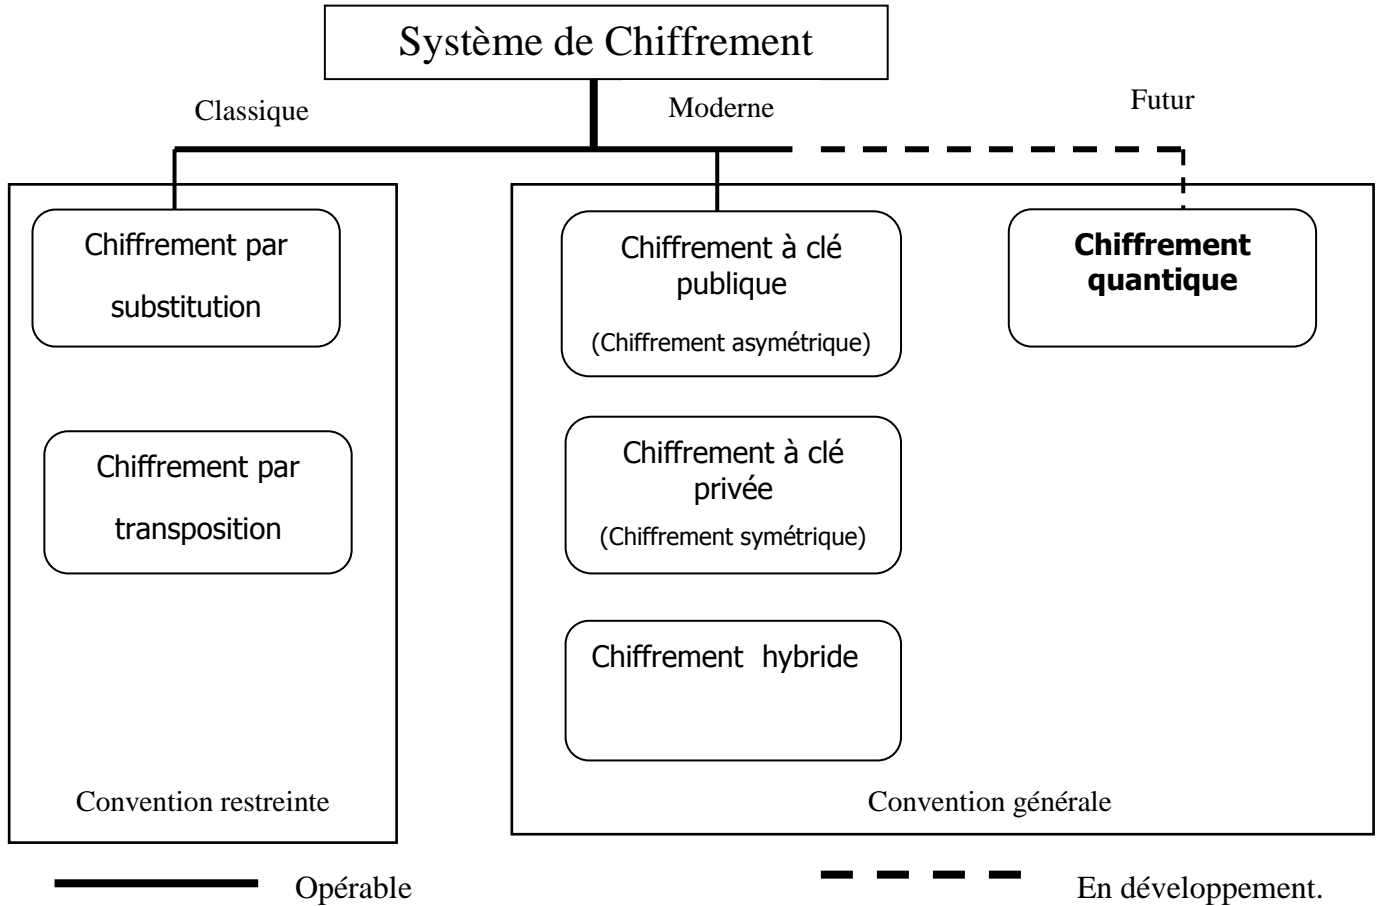 Système de Chiffrement
Classique
Moderne
Futur
Chiffrement par
substitution
Chiffrement par
transposition
Convention restreinte
Chiffrement à clé
publique
(Chiffrement asymétrique)
Chiffrement à clé
privée
(Chiffrement symétrique)
Chiffrement hybride
Chiffrement
quantique
Convention générale
Opérable
En développement.